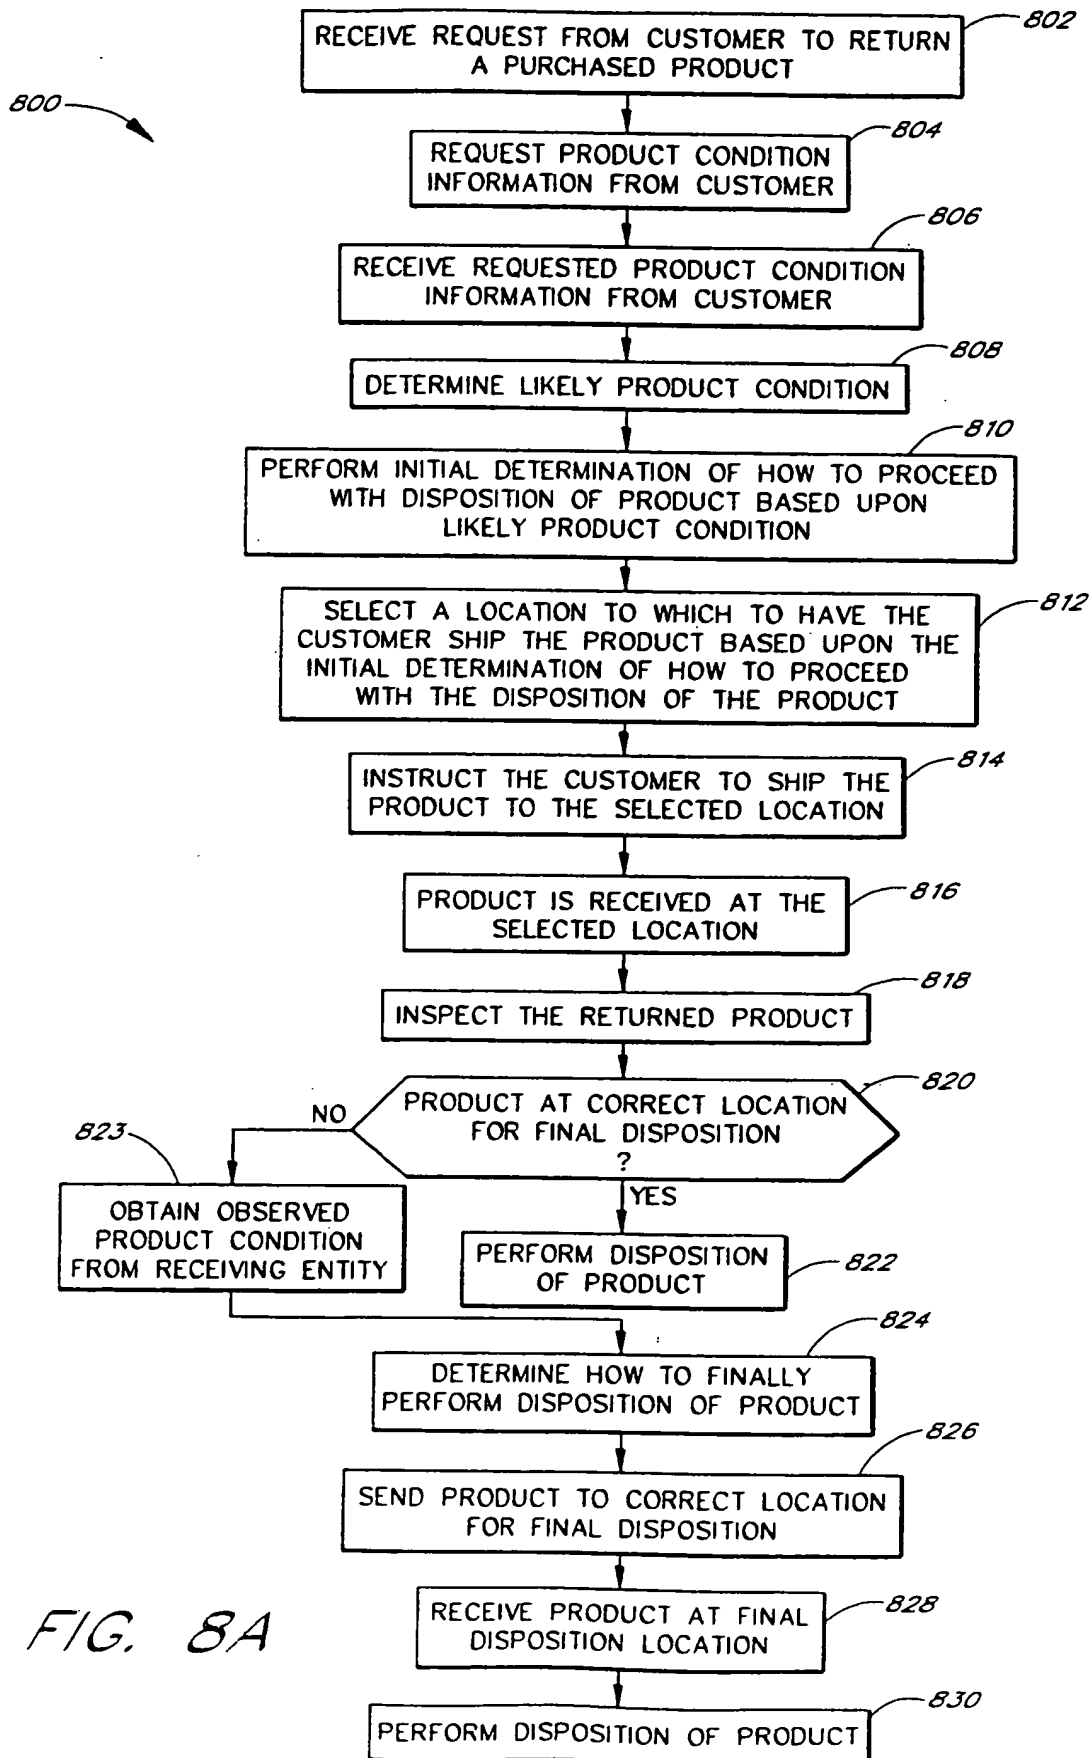 802
RECEIVE REQUEST FROM CUSTOMER TO RETURN
A PURCHASED PRODUCT
800
804
REQUEST PRODUCT CONDITION
INFORMATION FROM CUSTOMER
806
RECEIVE REQUESTED PRODUCT CONDITION
INFORMATION FROM CUSTOMER
808
DETERMINE LIKELY PRODUCT CONDITION
810
PERFORM INITIAL DETERMINATION OF HOW TO PROCEED
WITH DISPOSITION OF PRODUCT BASED UPON
LIKELY PRODUCT CONDITION
812
SELECT A LOCATION TO WHICH TO HAVE THE
CUSTOMER SHIP THE PRODUCT BASED UPON THE
INITIAL DETERMINATION OF HOW TO PROCEED
WITH THE DISPOSITION OF THE PRODUCT
814
INSTRUCT THE CUSTOMER TO SHIP THE
PRODUCT TO THE SELECTED LOCATION
816
PRODUCT IS RECEIVED AT THE
SELECTED LOCATION
818
INSPECT THE RETURNED PRODUCT
820
PRODUCT AT CORRECT LOCATION
FOR FINAL DISPOSITION
?
NO
YES
823
OBTAIN OBSERVED
PRODUCT CONDITION
FROM RECEIVING ENTITY
PERFORM DISPOSITION
OF PRODUCT
822
824
DETERMINE HOW TO FINALLY
PERFORM DISPOSITION OF PRODUCT
826
SEND PRODUCT TO CORRECT LOCATION
FOR FINAL DISPOSITION
828
RECEIVE PRODUCT AT FINAL
DISPOSITION LOCATION
830
PERFORM DISPOSITION OF PRODUCT
FIG. 8A